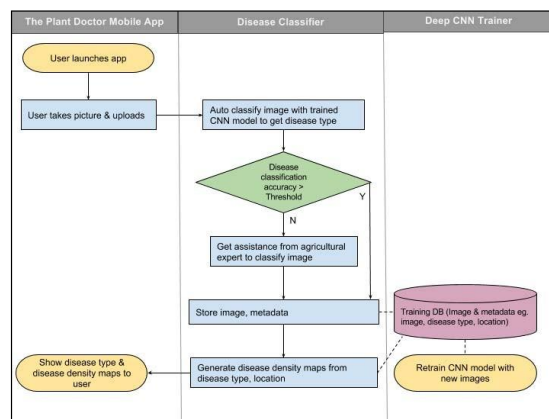 The Plant Doctor Mobile App
Disease Classifier
Deep CNN Trainer
User launches app
User takes picture & uploads
Auto classify image with trained
CNN model to get disease type
Disease
classification
accuracy >
Threshold
Y
N
Get assistance from agricultural
expert to classify image
Store image, metadata
Training DB (Image & metadata eg.
image, disease type, location)
Show disease type &
disease density maps to
user
Generate disease density maps from
disease type, location
Retrain CNN model with
new images